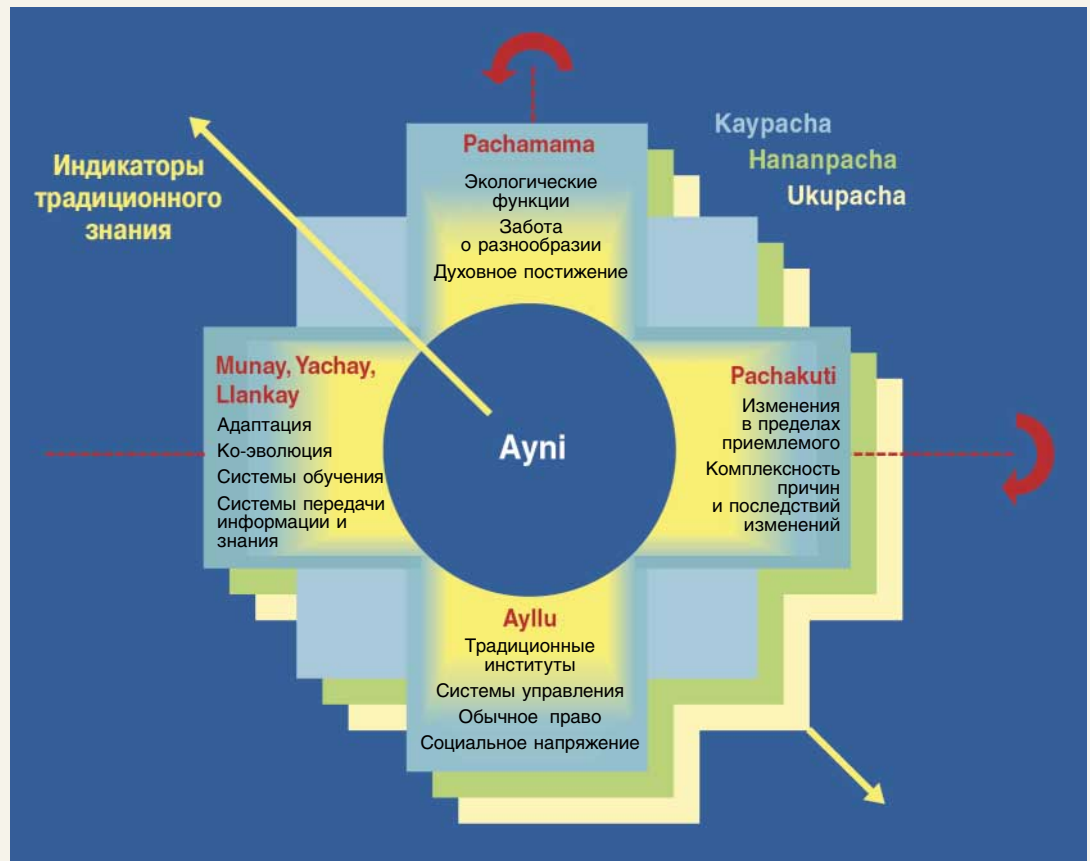 Индикаторы
традиционного
знания
Kaypacha
Hananpacha
Ukupacha
Pachamama
Экологические
функции
Забота
о разнообразии
Духовное постижение
Munay, Yachay,
Llankay
Адаптация
Ко-эволюция
Системы обучения
Системы передачи
информации и
знания
Ayni
Pachakuti
Изменения
в пределах
приемлемого
Комплексность
причин
и последствий
изменений
Ayllu
Традиционные
институты
Системы управления
Обычное право
Социальное напряжение